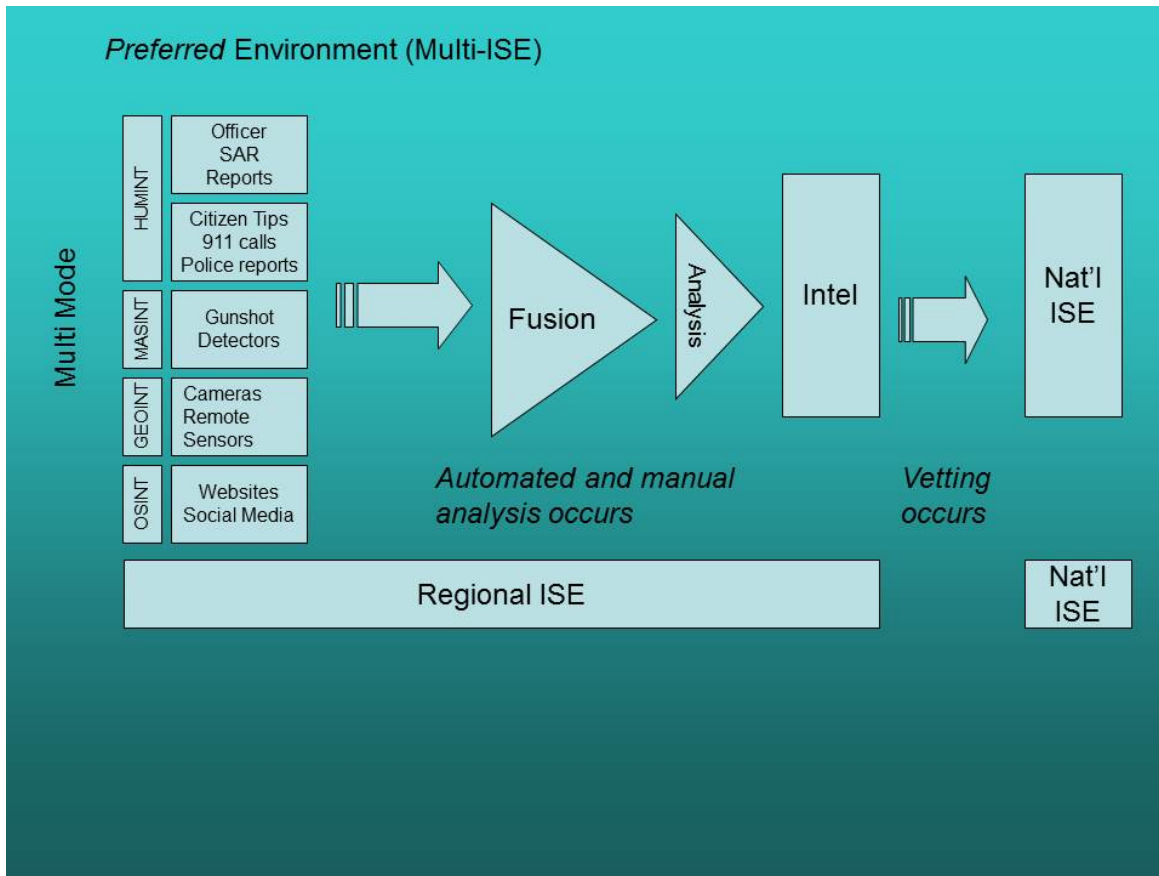 Preferred Environment (Multi-ISE)
Multi Mode
HUMINT
Officer
SAR
Reports
Citizen Tips
911 calls
Police reports
MASINT
Gunshot
Detectors
GEOINT
Cameras
Remote
Sensors
OSINT
Websites
Social Media
Fusion
Analysis
Intel
Nat'l
ISE
Automated and manual
analysis occurs
Vetting
occurs
Regional ISE
Nat'l
ISE